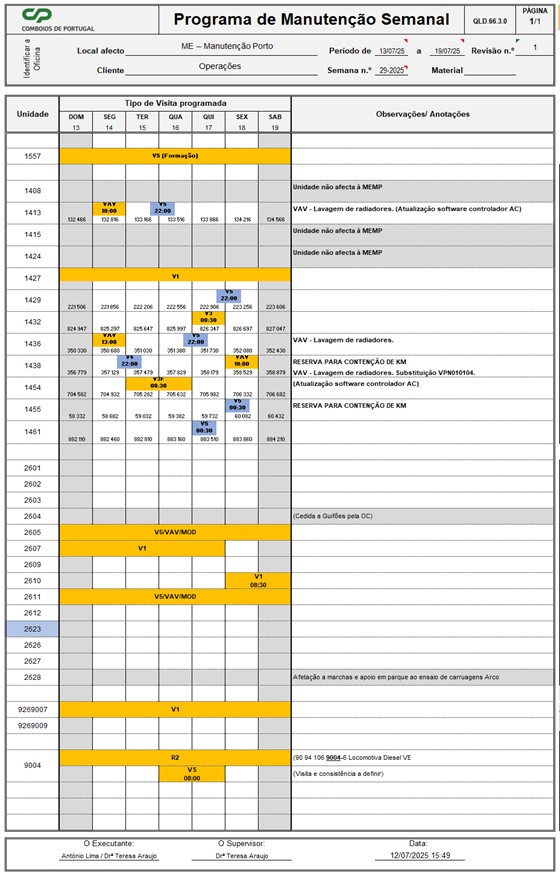 CP
COMBOIOS DE PORTUGAL
Programa de Manutenção Semanal
QLD.66.3.0
PÁGINA
1/1
Identificar a Oficina
Local afecto ME – Manutenção Porto Período de 13/07/25 a 19/07/25 Revisão n.º 1
Cliente Operações Semana n.º 29-2025 Material
Unidade Tipo de Visita programada Observações/ Anotações
DOM SEG TER QUA QUI SEX SAB
13 14 15 16 17 18 19
1557 V5 (Formação)
1408 Unidade não afecta à MEMP
1413 VAV 10:00 V5 22:00 VAV - Lavagem de radiadores. (Atualização software controlador AC)
132 466 132 816 133 166 133 516 133 866 134 216 134 566
1415 Unidade não afecta à MEMP
1424 Unidade não afecta à MEMP
1427 V1
1429 V5 22:00
221 506 221 856 222 206 222 556 222 906 223 256 223 606
1432 V3 08:30
824 947 825 297 825 647 825 997 826 347 826 697 827 047
1436 VAV 13:00 V5 22:00 VAV - Lavagem de radiadores.
350 330 350 680 351 030 351 380 351 730 352 080 352 430
1438 V4 22:00 VAV 10:00 RESERVA PARA CONTENÇÃO DE KM
356 779 357 129 357 479 357 829 358 179 358 529 358 879 VAV - Lavagem de radiadores. Substituição VPN010104.
1454 08:30 (Atualização software controlador AC)
704 582 704 932 705 282 705 632 705 982 706 332 706 682
1455 V5 00:30 RESERVA PARA CONTENÇÃO DE KM
58 332 58 682 59 032 59 382 59 732 60 082 60 432
1461 V5 00:30
882 110 882 460 882 810 883 160 883 510 883 860 884 210
2601
2602
2603
2604 (Cedida a Guifões pela OC)
2605 V5/VAV/MOD
2607 V1
2609
2610 V1 08:30
2611 V5/VAV/MOD
2612
2623
2626
2627
2628 Afetação a marchas e apoio em parque ao ensaio de carruagens Arco
9269007 V1
9269009
9004 R2 (90 94 106 9004-6 Locomotiva Diesel VE
V5 08:00 (Visita e consistência a definir)
O Executante: O Supervisor: Data:
António Lima / Drª Teresa Araujo Drª Teresa Araujo 12/07/2025 15:49